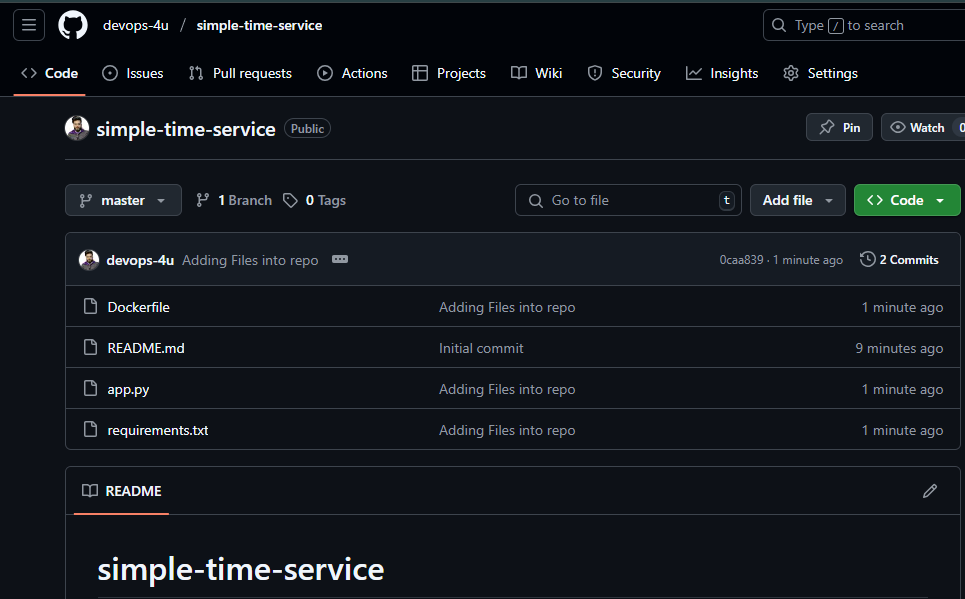 devops-4u / simple-time-service
Type / to search
Code Issues Pull requests Actions Projects Wiki Security Insights Settings
simple-time-service Public Pin Watch 0
master 1 Branch 0 Tags Go to file t Add file Code
devops-4u Adding Files into repo 0caa839 · 1 minute ago 2 Commits
Dockerfile Adding Files into repo 1 minute ago
README.md Initial commit 9 minutes ago
app.py Adding Files into repo 1 minute ago
requirements.txt Adding Files into repo 1 minute ago
README
simple-time-service